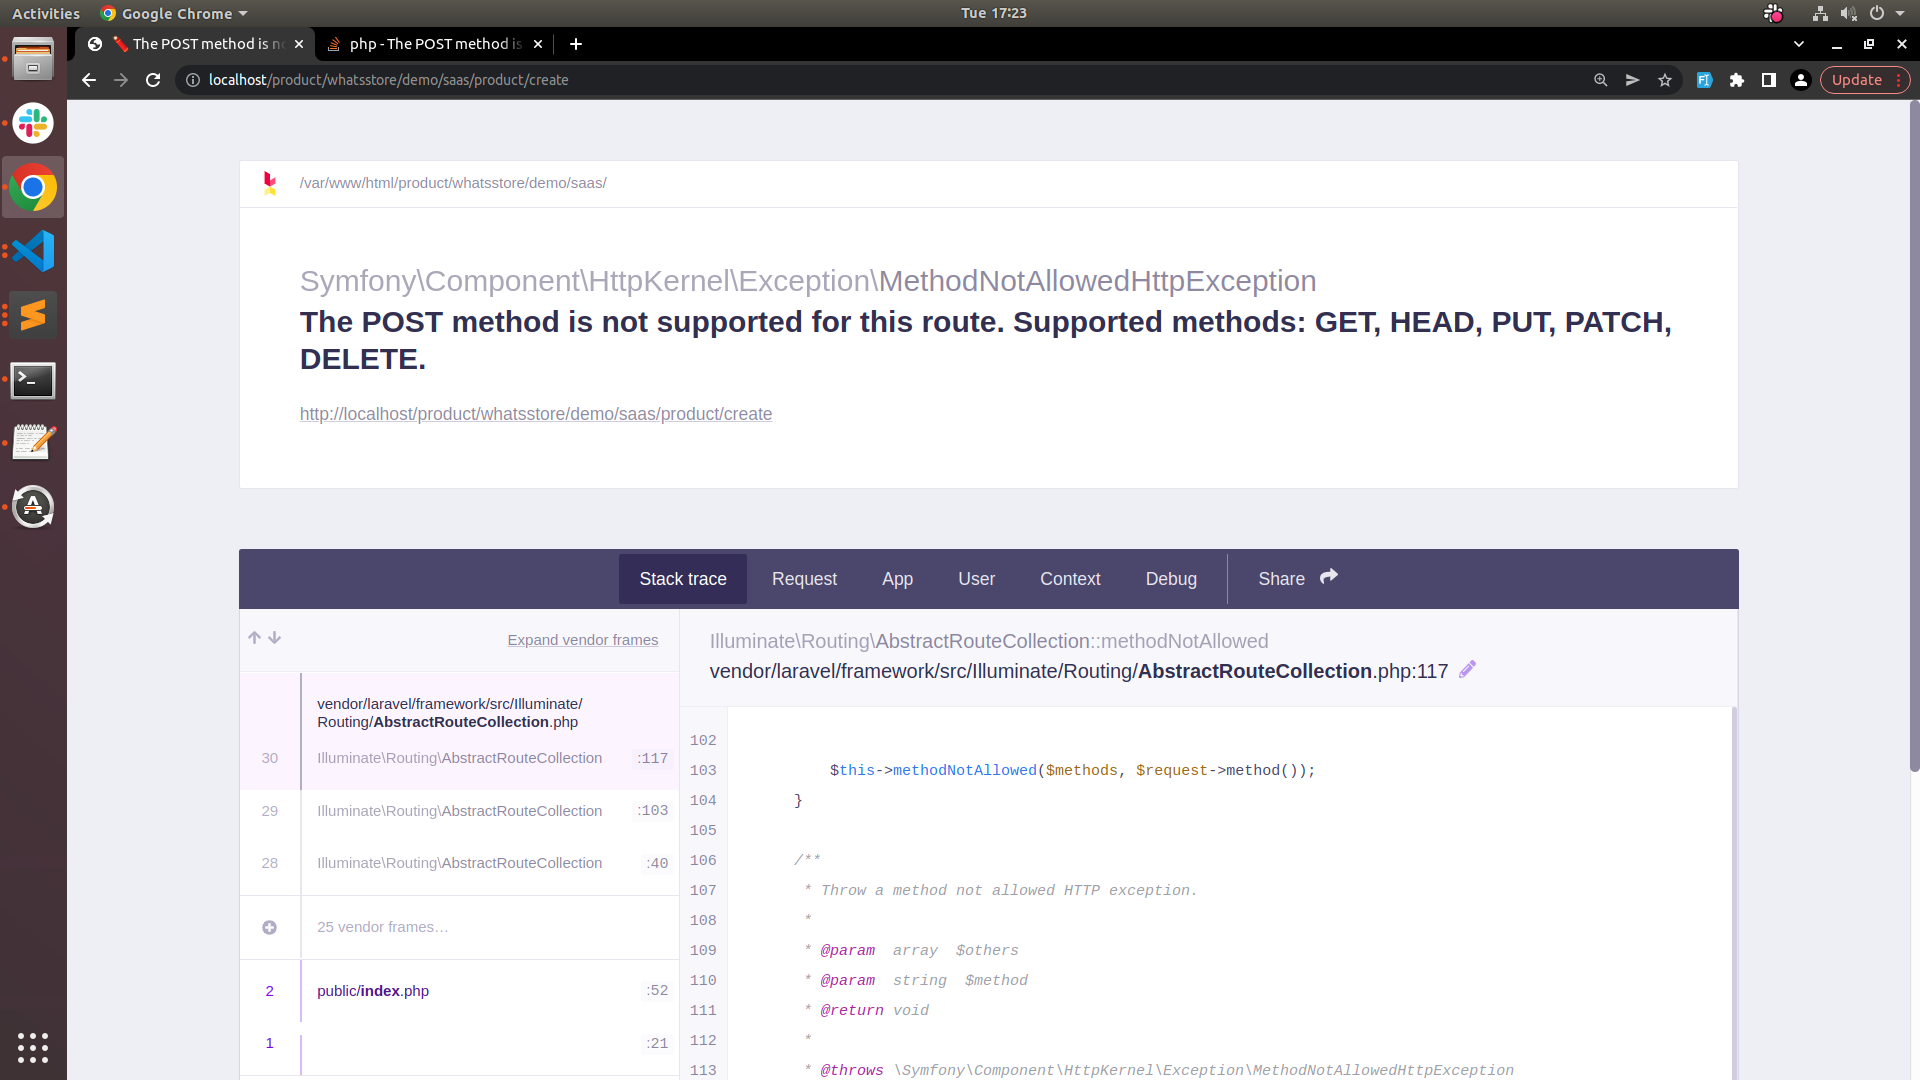 Activities
Google Chrome
Tue 17:23
The POST method is no
php - The POST method is
localhost/product/whatsstore/demo/saas/product/create
Update
/var/www/html/product/whatsstore/demo/saas/
Symfony\Component\HttpKernel\Exception\MethodNotAllowedHttpException
The POST method is not supported for this route. Supported methods: GET, HEAD, PUT, PATCH,
DELETE.
http://localhost/product/whatsstore/demo/saas/product/create
Stack trace
Request
App
User
Context
Debug
Share
Expand vendor frames
vendor/laravel/framework/src/Illuminate/
Routing/AbstractRouteCollection.php
30 Illuminate\Routing\AbstractRouteCollection :117
29 Illuminate\Routing\AbstractRouteCollection :103
28 Illuminate\Routing\AbstractRouteCollection :40
25 vendor frames…
2 public/index.php :52
1 :21
Illuminate\Routing\AbstractRouteCollection::methodNotAllowed
vendor/laravel/framework/src/Illuminate/Routing/AbstractRouteCollection.php:117
102
103 $this->methodNotAllowed($methods, $request->method());
104 }
105
106 /**
107 * Throw a method not allowed HTTP exception.
108 *
109 * @param array $others
110 * @param string $method
111 * @return void
112 *
113 * @throws \Symfony\Component\HttpKernel\Exception\MethodNotAllowedHttpException